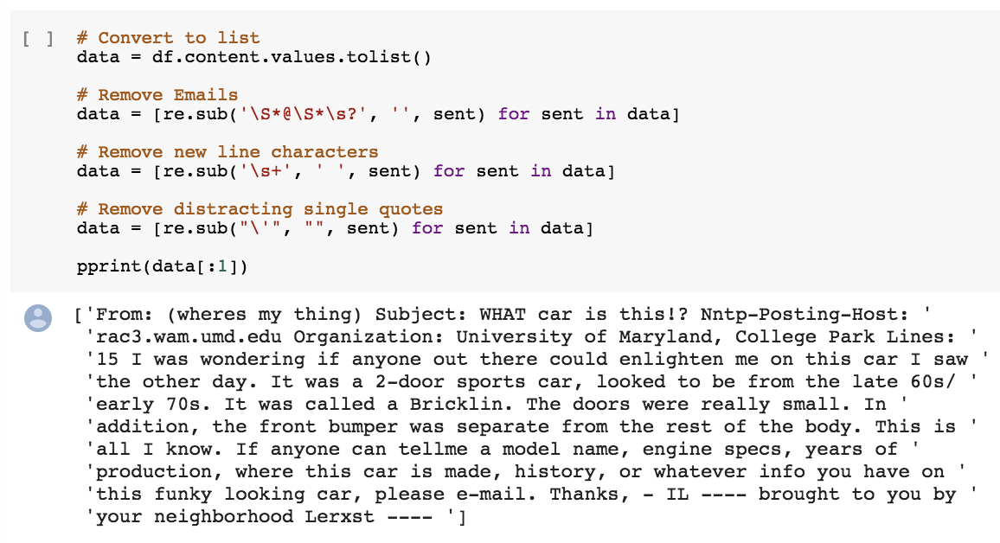 [ ] # Convert to list
data = df.content.values.tolist()
# Remove Emails
data = [re.sub('\S*@\S*\s?', '', sent) for sent in data]
# Remove new line characters
data = [re.sub('\s+', ' ', sent) for sent in data]
# Remove distracting single quotes
data = [re.sub("\'", "", sent) for sent in data]
pprint(data[:1])
['From: (wheres my thing) Subject: WHAT car is this!? Nntp-Posting-Host: '
'rac3.wam.umd.edu Organization: University of Maryland, College Park Lines: '
'15 I was wondering if anyone out there could enlighten me on this car I saw '
'the other day. It was a 2-door sports car, looked to be from the late 60s/ '
'early 70s. It was called a Bricklin. The doors were really small. In '
'addition, the front bumper was separate from the rest of the body. This is '
'all I know. If anyone can tellme a model name, engine specs, years of '
'production, where this car is made, history, or whatever info you have on '
'this funky looking car, please e-mail. Thanks, - IL ---- brought to you by '
'your neighborhood Lerxst ---- ']